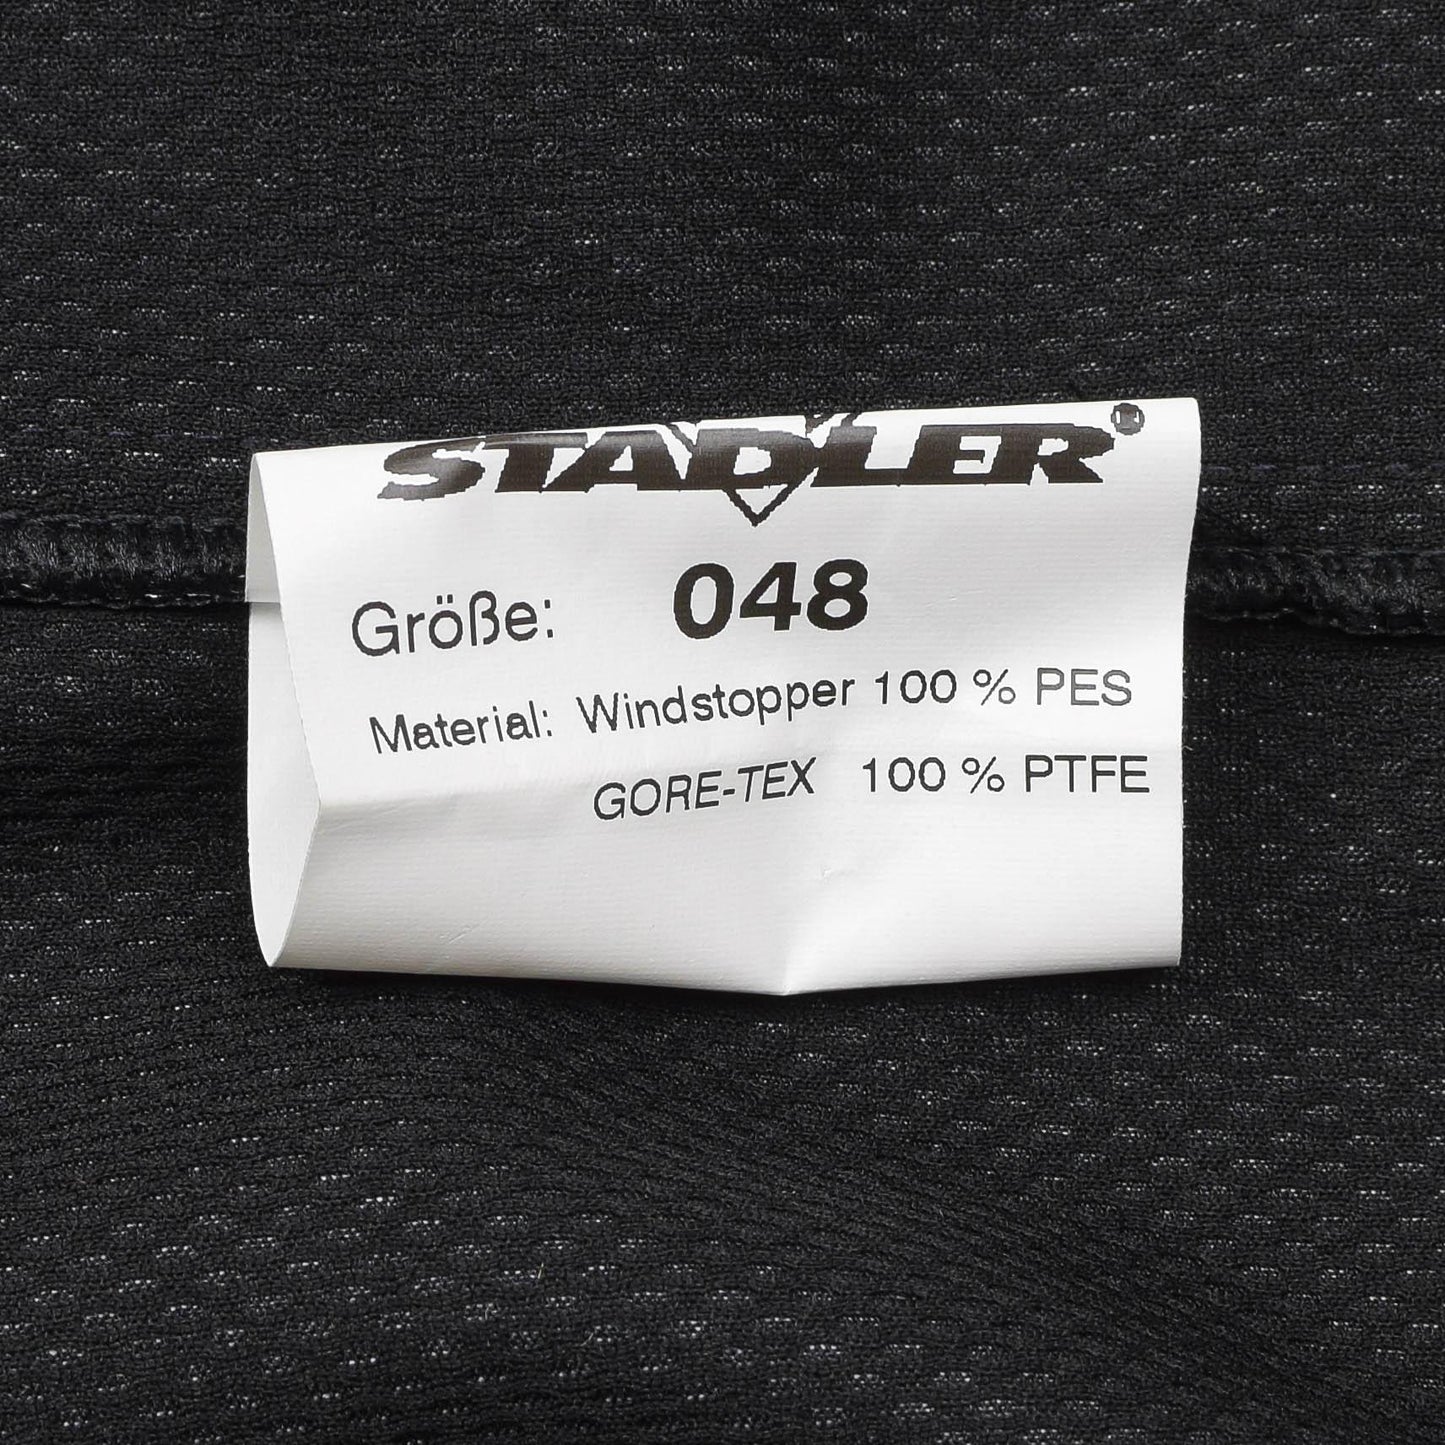 STADLER®
Größe: 048
Material: Windstopper 100 % PES
GORE-TEX 100 % PTFE